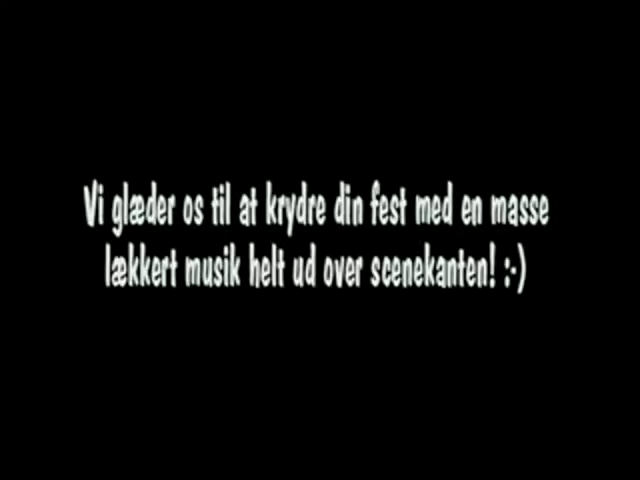 Vi glæder os til at krydre din fest med en masse
lækkert musik helt ud over scenekanten! :-)